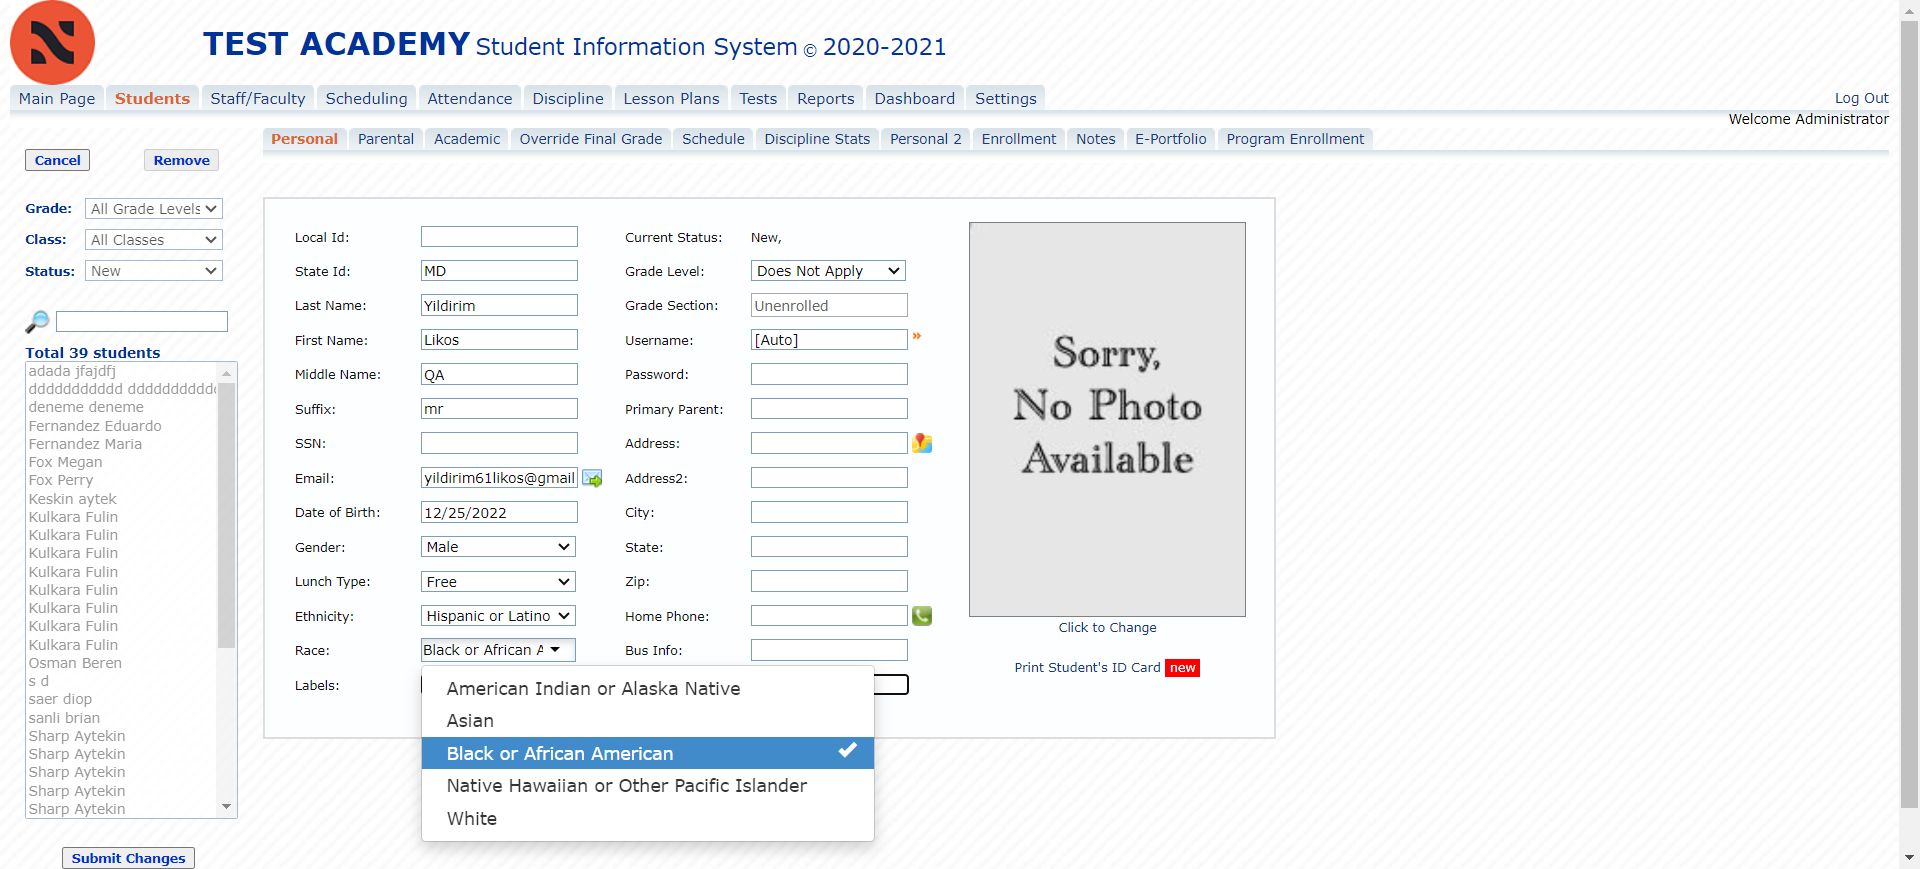 TEST ACADEMY Student Information System © 2020-2021
Main Page Students Staff/Faculty Scheduling Attendance Discipline Lesson Plans Tests Reports Dashboard Settings
Log Out
Welcome Administrator
Personal Parental Academic Override Final Grade Schedule Discipline Stats Personal 2 Enrollment Notes E-Portfolio Program Enrollment
Cancel Remove
Grade: All Grade Levels
Class: All Classes
Status: New
Total 39 students
adada jfajdfj
ddddddddddd ddddddddddd
deneme deneme
Fernandez Eduardo
Fernandez Maria
Fox Megan
Fox Perry
Keskin aytek
Kulkara Fulin
Kulkara Fulin
Kulkara Fulin
Kulkara Fulin
Kulkara Fulin
Kulkara Fulin
Kulkara Fulin
Kulkara Fulin
Osman Beren
s d
saer diop
sanli brian
Sharp Aytekin
Sharp Aytekin
Sharp Aytekin
Sharp Aytekin
Sharp Aytekin
Submit Changes
Local Id:
State Id: MD
Last Name: Yildirim
First Name: Likos
Middle Name: QA
Suffix: mr
SSN:
Email: yildirim61likos@gmail
Date of Birth: 12/25/2022
Gender: Male
Lunch Type: Free
Ethnicity: Hispanic or Latino
Race: Black or African A
Labels:
American Indian or Alaska Native
Asian
Black or African American
Native Hawaiian or Other Pacific Islander
White
Current Status: New,
Grade Level: Does Not Apply
Grade Section: Unenrolled
Username: [Auto] »
Password:
Primary Parent:
Address:
Address2:
City:
State:
Zip:
Home Phone:
Bus Info:
Sorry,
No Photo
Available
Click to Change
Print Student's ID Card new